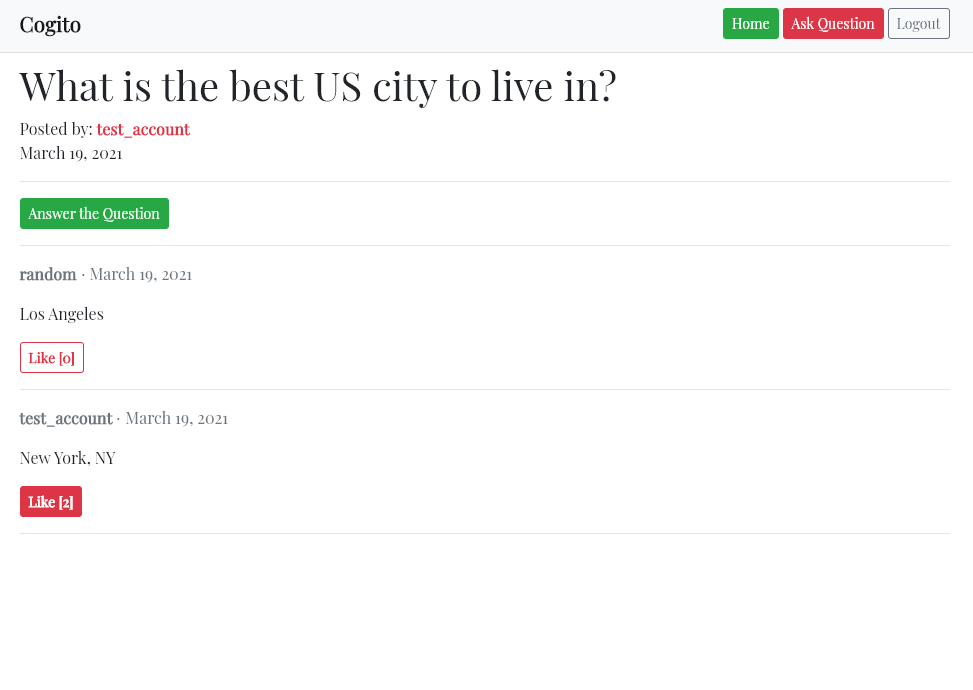 Cogito
Home Ask Question Logout
What is the best US city to live in?
Posted by: test_account
March 19, 2021
Answer the Question
random · March 19, 2021
Los Angeles
Like [0]
test_account · March 19, 2021
New York, NY
Like [2]